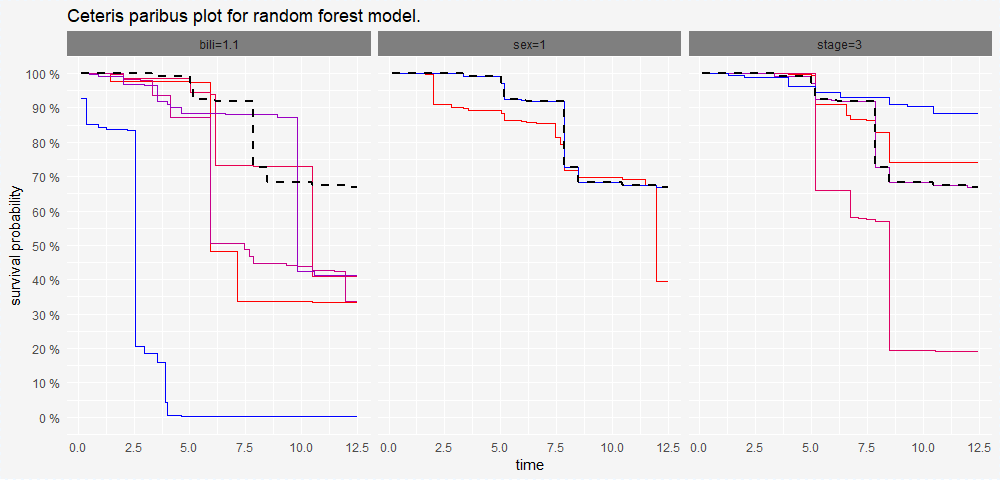 Ceteris paribus plot for random forest model.
bili=1.1 sex=1 stage=3
100 %
90 %
80 %
70 %
60 %
50 %
40 %
30 %
20 %
10 %
0 %
survival probability
0.0 2.5 5.0 7.5 10.0 12.5 0.0 2.5 5.0 7.5 10.0 12.5 0.0 2.5 5.0 7.5 10.0 12.5
time